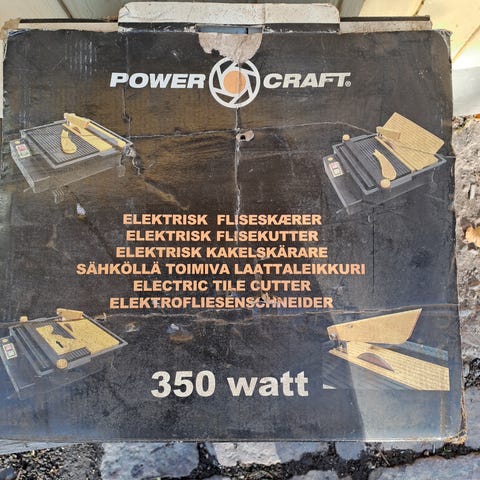 POWER CRAFT®
ELEKTRISK FLISESKÆRER
ELEKTRISK FLISEKUTTER
ELEKTRISK KAKELSKÄRARE
SÄHKÖLLÄ TOIMIVA LAATTALEIKKURI
ELECTRIC TILE CUTTER
ELEKTROFLIESENSCHNEIDER
350 watt